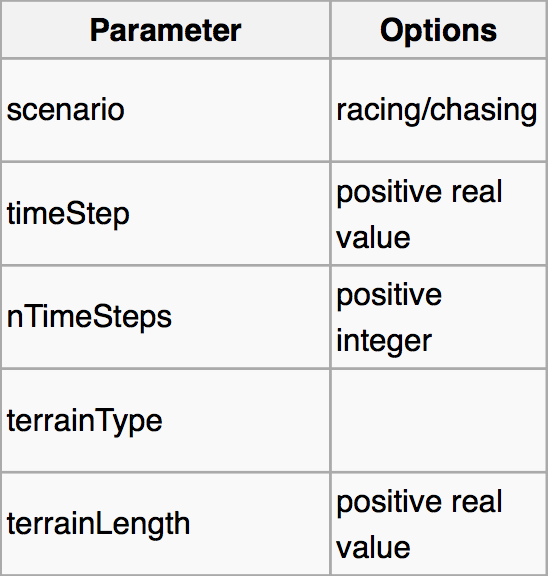 Parameter Options
scenario racing/chasing
timeStep positive real
value
nTimeSteps positive
integer
terrainType
terrainLength positive real
value